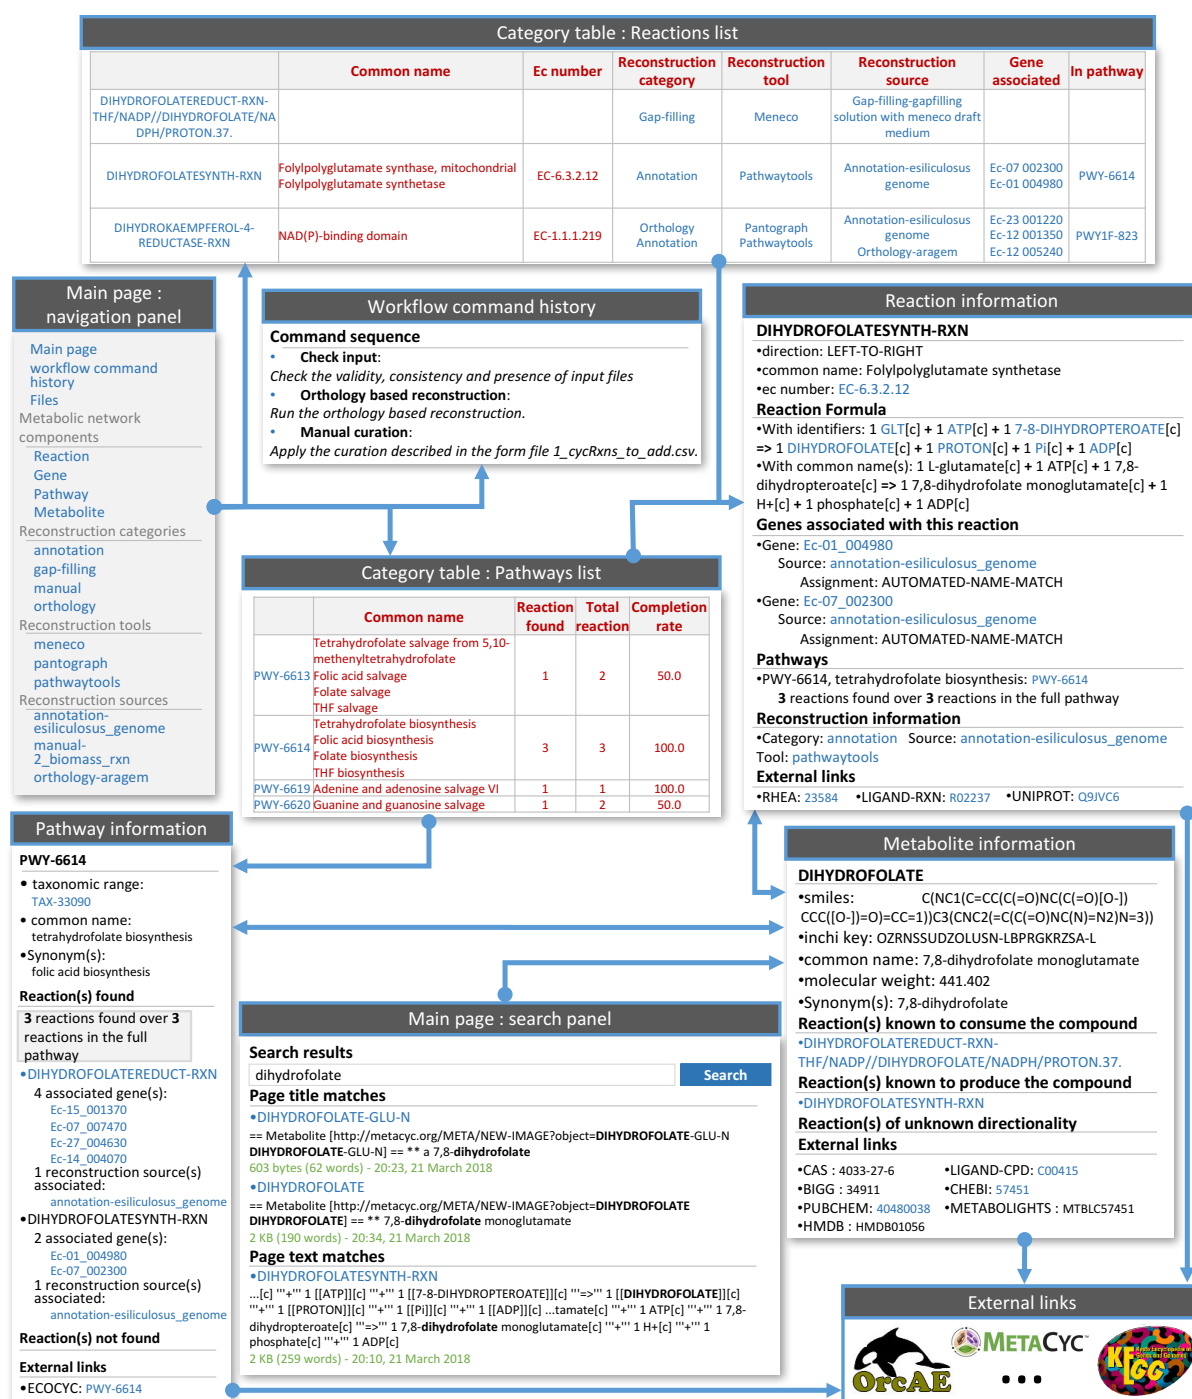 Category table : Reactions list
Common name
Ec number
Reconstruction category
Reconstruction tool
Reconstruction source
Gene associated
In pathway
DIHYDROFOLATEREDUCT-RXN-
THF/NADP//DIHYDROFOLATE/NA
DPH/PROTON.37.
Gap-filling
Meneco
Gap-filling-gapfilling
solution with meneco draft
medium
DIHYDROFOLATESYNTH-RXN
Folylpolyglutamate synthase, mitochondrial
Folylpolyglutamate synthetase
EC-6.3.2.12
Annotation
Pathwaytools
Annotation-esiliculosus
genome
Ec-07 002300
Ec-01 004980
PWY-6614
DIHYDROKAEMPFEROL-4-
REDUCTASE-RXN
NAD(P)-binding domain
EC-1.1.1.219
Orthology
Annotation
Pantograph
Pathwaytools
Annotation-esiliculosus
genome
Orthology-aragem
Ec-23 001220
Ec-12 001350
Ec-12 005240
PWY1F-823
Main page :
navigation panel
Main page
workflow command
history
Files
Metabolic network
components
Reaction
Gene
Pathway
Metabolite
Reconstruction categories
annotation
gap-filling
manual
orthology
Reconstruction tools
meneco
pantograph
pathwaytools
Reconstruction sources
annotation-
esiliculosus_genome
manual-
2_biomass_rxn
orthology-aragem
Workflow command history
Command sequence
• Check input:
Check the validity, consistency and presence of input files
• Orthology based reconstruction:
Run the orthology based reconstruction.
• Manual curation:
Apply the curation described in the form file 1_cycRxns_to_add.csv.
Category table : Pathways list
Common name
Reaction found
Total reaction
Completion rate
PWY-6613
Tetrahydrofolate salvage from 5,10-
methenyltetrahydrofolate
Folic acid salvage
Folate salvage
THF salvage
1
2
50.0
PWY-6614
Tetrahydrofolate biosynthesis
Folic acid biosynthesis
Folate biosynthesis
THF biosynthesis
3
3
100.0
PWY-6619 Adenine and adenosine salvage VI 1 1 100.0
PWY-6620 Guanine and guanosine salvage 1 2 50.0
Reaction information
DIHYDROFOLATESYNTH-RXN
•direction: LEFT-TO-RIGHT
•common name: Folylpolyglutamate synthetase
•ec number: EC-6.3.2.12
Reaction Formula
•With identifiers: 1 GLT[c] + 1 ATP[c] + 1 7-8-DIHYDROPTEROATE[c]
=> 1 DIHYDROFOLATE[c] + 1 PROTON[c] + 1 Pi[c] + 1 ADP[c]
•With common name(s): 1 L-glutamate[c] + 1 ATP[c] + 1 7,8-
dihydropteroate[c] => 1 7,8-dihydrofolate monoglutamate[c] + 1
H+[c] + 1 phosphate[c] + 1 ADP[c]
Genes associated with this reaction
•Gene: Ec-01_004980
Source: annotation-esiliculosus_genome
Assignment: AUTOMATED-NAME-MATCH
•Gene: Ec-07_002300
Source: annotation-esiliculosus_genome
Assignment: AUTOMATED-NAME-MATCH
Pathways
•PWY-6614, tetrahydrofolate biosynthesis: PWY-6614
3 reactions found over 3 reactions in the full pathway
Reconstruction information
•Category: annotation Source: annotation-esiliculosus_genome
Tool: pathwaytools
External links
•RHEA: 23584 •LIGAND-RXN: R02237 •UNIPROT: Q9JVC6
Pathway information
PWY-6614
• taxonomic range:
TAX-33090
• common name:
tetrahydrofolate biosynthesis
•Synonym(s):
folic acid biosynthesis
Reaction(s) found
3 reactions found over 3
reactions in the full
pathway
•DIHYDROFOLATEREDUCT-RXN
4 associated gene(s):
Ec-15_001370
Ec-07_007470
Ec-27_004630
Ec-14_004070
1 reconstruction source(s)
associated:
annotation-esiliculosus_genome
•DIHYDROFOLATESYNTH-RXN
2 associated gene(s):
Ec-01_004980
Ec-07_002300
1 reconstruction source(s)
associated:
annotation-esiliculosus_genome
Reaction(s) not found
External links
•ECOCYC: PWY-6614
Main page : search panel
Search results
dihydrofolate
Search
Page title matches
•DIHYDROFOLATE-GLU-N
== Metabolite [http://metacyc.org/META/NEW-IMAGE?object=DIHYDROFOLATE-GLU-N
DIHYDROFOLATE-GLU-N] == ** a 7,8-dihydrofolate
603 bytes (62 words) - 20:23, 21 March 2018
•DIHYDROFOLATE
== Metabolite [http://metacyc.org/META/NEW-IMAGE?object=DIHYDROFOLATE
DIHYDROFOLATE] == ** 7,8-dihydrofolate monoglutamate
2 KB (190 words) - 20:34, 21 March 2018
Page text matches
•DIHYDROFOLATESYNTH-RXN
...[c] '''+''' 1 [[ATP]][c] '''+''' 1 [[7-8-DIHYDROPTEROATE]][c] '''=>''' 1 [[DIHYDROFOLATE]][c]
'''+''' 1 [[PROTON]][c] '''+''' 1 [[Pi]][c] '''+''' 1 [[ADP]][c] ...tamate[c] '''+''' 1 ATP[c] '''+''' 1 7,8-
dihydropteroate[c] '''=>''' 1 7,8-dihydrofolate monoglutamate[c] '''+''' 1 H+[c] '''+''' 1
phosphate[c] '''+''' 1 ADP[c]
2 KB (259 words) - 20:10, 21 March 2018
Metabolite information
DIHYDROFOLATE
•smiles: C(NC1(C=CC(C(=O)NC(C(=O)[O-])
CCC([O-])=O)=CC=1))C3(CNC2(=C(C(=O)NC(N)=N2)N=3))
•inchi key: OZRNSSUDZOLUSN-LBPRGKRZSA-L
•common name: 7,8-dihydrofolate monoglutamate
•molecular weight: 441.402
•Synonym(s): 7,8-dihydrofolate
Reaction(s) known to consume the compound
•DIHYDROFOLATEREDUCT-RXN-
THF/NADP//DIHYDROFOLATE/NADPH/PROTON.37.
Reaction(s) known to produce the compound
•DIHYDROFOLATESYNTH-RXN
Reaction(s) of unknown directionality
External links
•CAS : 4033-27-6 •LIGAND-CPD: C00415
•BIGG : 34911 •CHEBI: 57451
•PUBCHEM: 40480038 •METABOLIGHTS : MTBLC57451
•HMDB : HMDB01056
External links
OrcAE
METACYC
...
KEGG